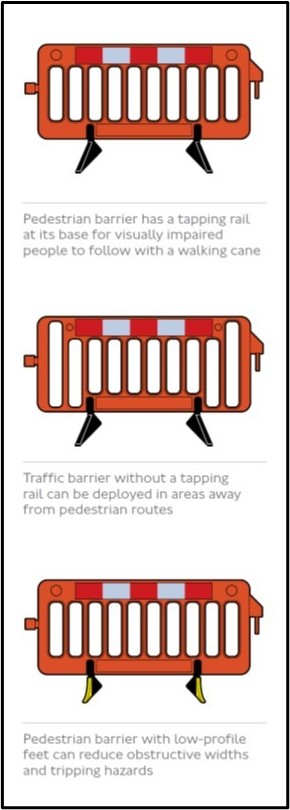 Pedestrian barrier has a tapping rail
at its base for visually impaired
people to follow with a walking cane
Traffic barrier without a tapping
rail can be deployed in areas away
from pedestrian routes
Pedestrian barrier with low-profile
feet can reduce obstructive widths
and tripping hazards